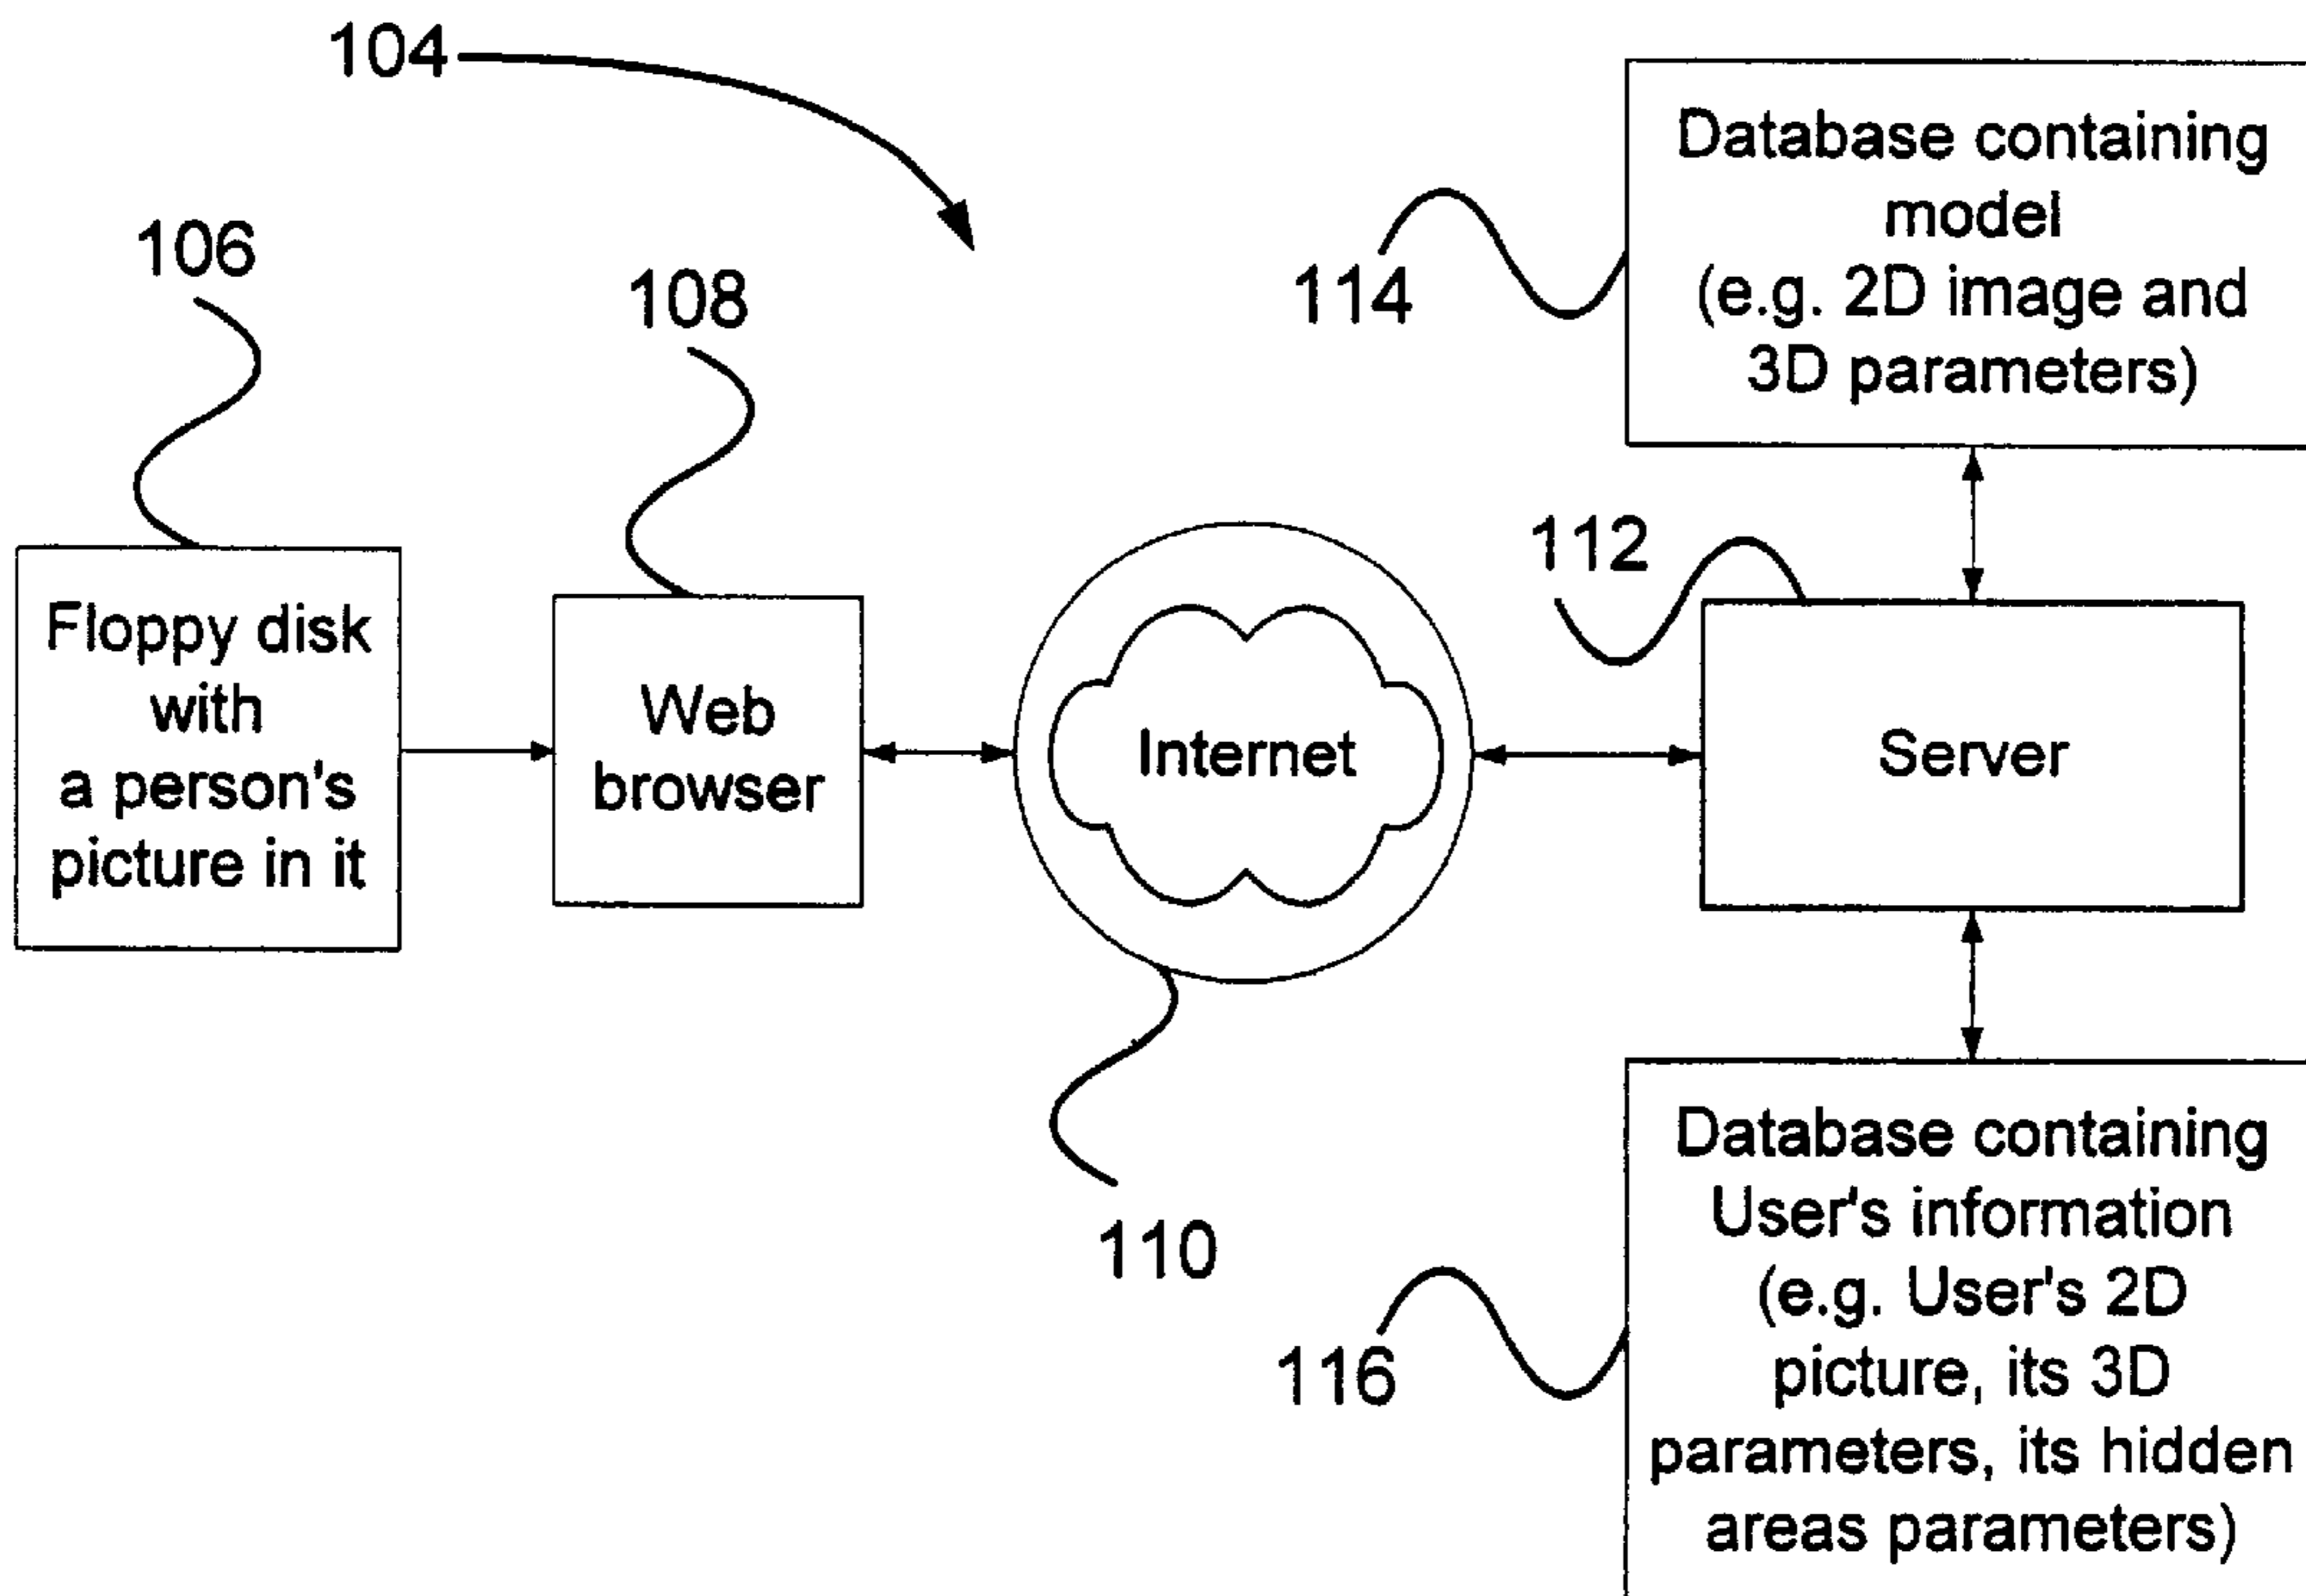 104
106
108
114
Database containing
model
(e.g. 2D image and
3D parameters)
112
Floppy disk
with
a person's
picture in it
Web
browser
Internet
Server
110
116
Database containing
User's information
(e.g. User's 2D
picture, its 3D
parameters, its hidden
areas parameters)